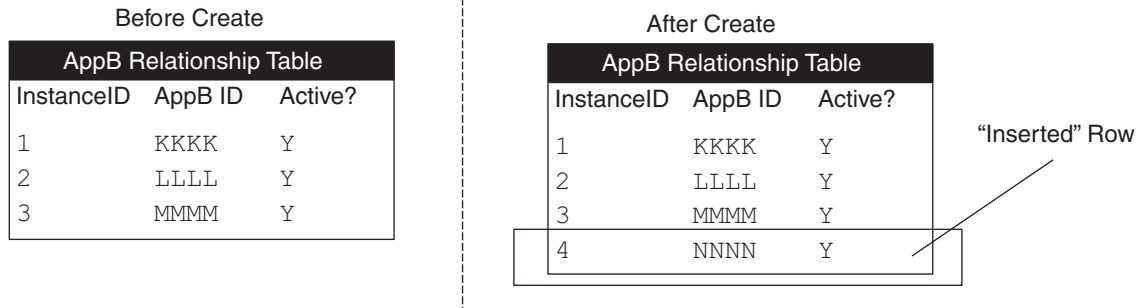 Before Create
AppB Relationship Table
InstanceID AppB ID Active?
1 KKKK Y
2 LLLL Y
3 MMMM Y
After Create
AppB Relationship Table
InstanceID AppB ID Active?
1 KKKK Y
2 LLLL Y
3 MMMM Y
4 NNNN Y
“Inserted” Row